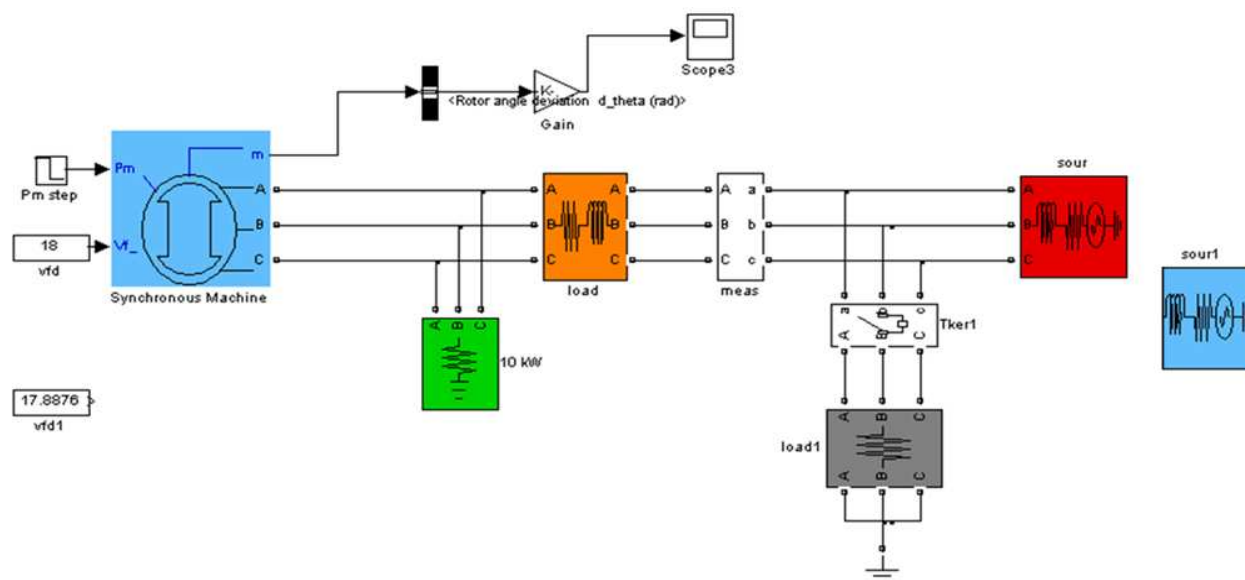 Scope3
<Rotor angle deviation d_theta (rad)>
K-
Gain
Pm step
Pm
m
A
B
C
18
vfd
Vf_
Synchronous Machine
A
B
C
A
B
C
load
A
B
C
a
b
c
meas
sour
A
B
C
sour1
A
B
C
10 kW
a
b
c
A
B
C
Tker1
17.8876
vfd1
load1
A
B
C
A
B
C